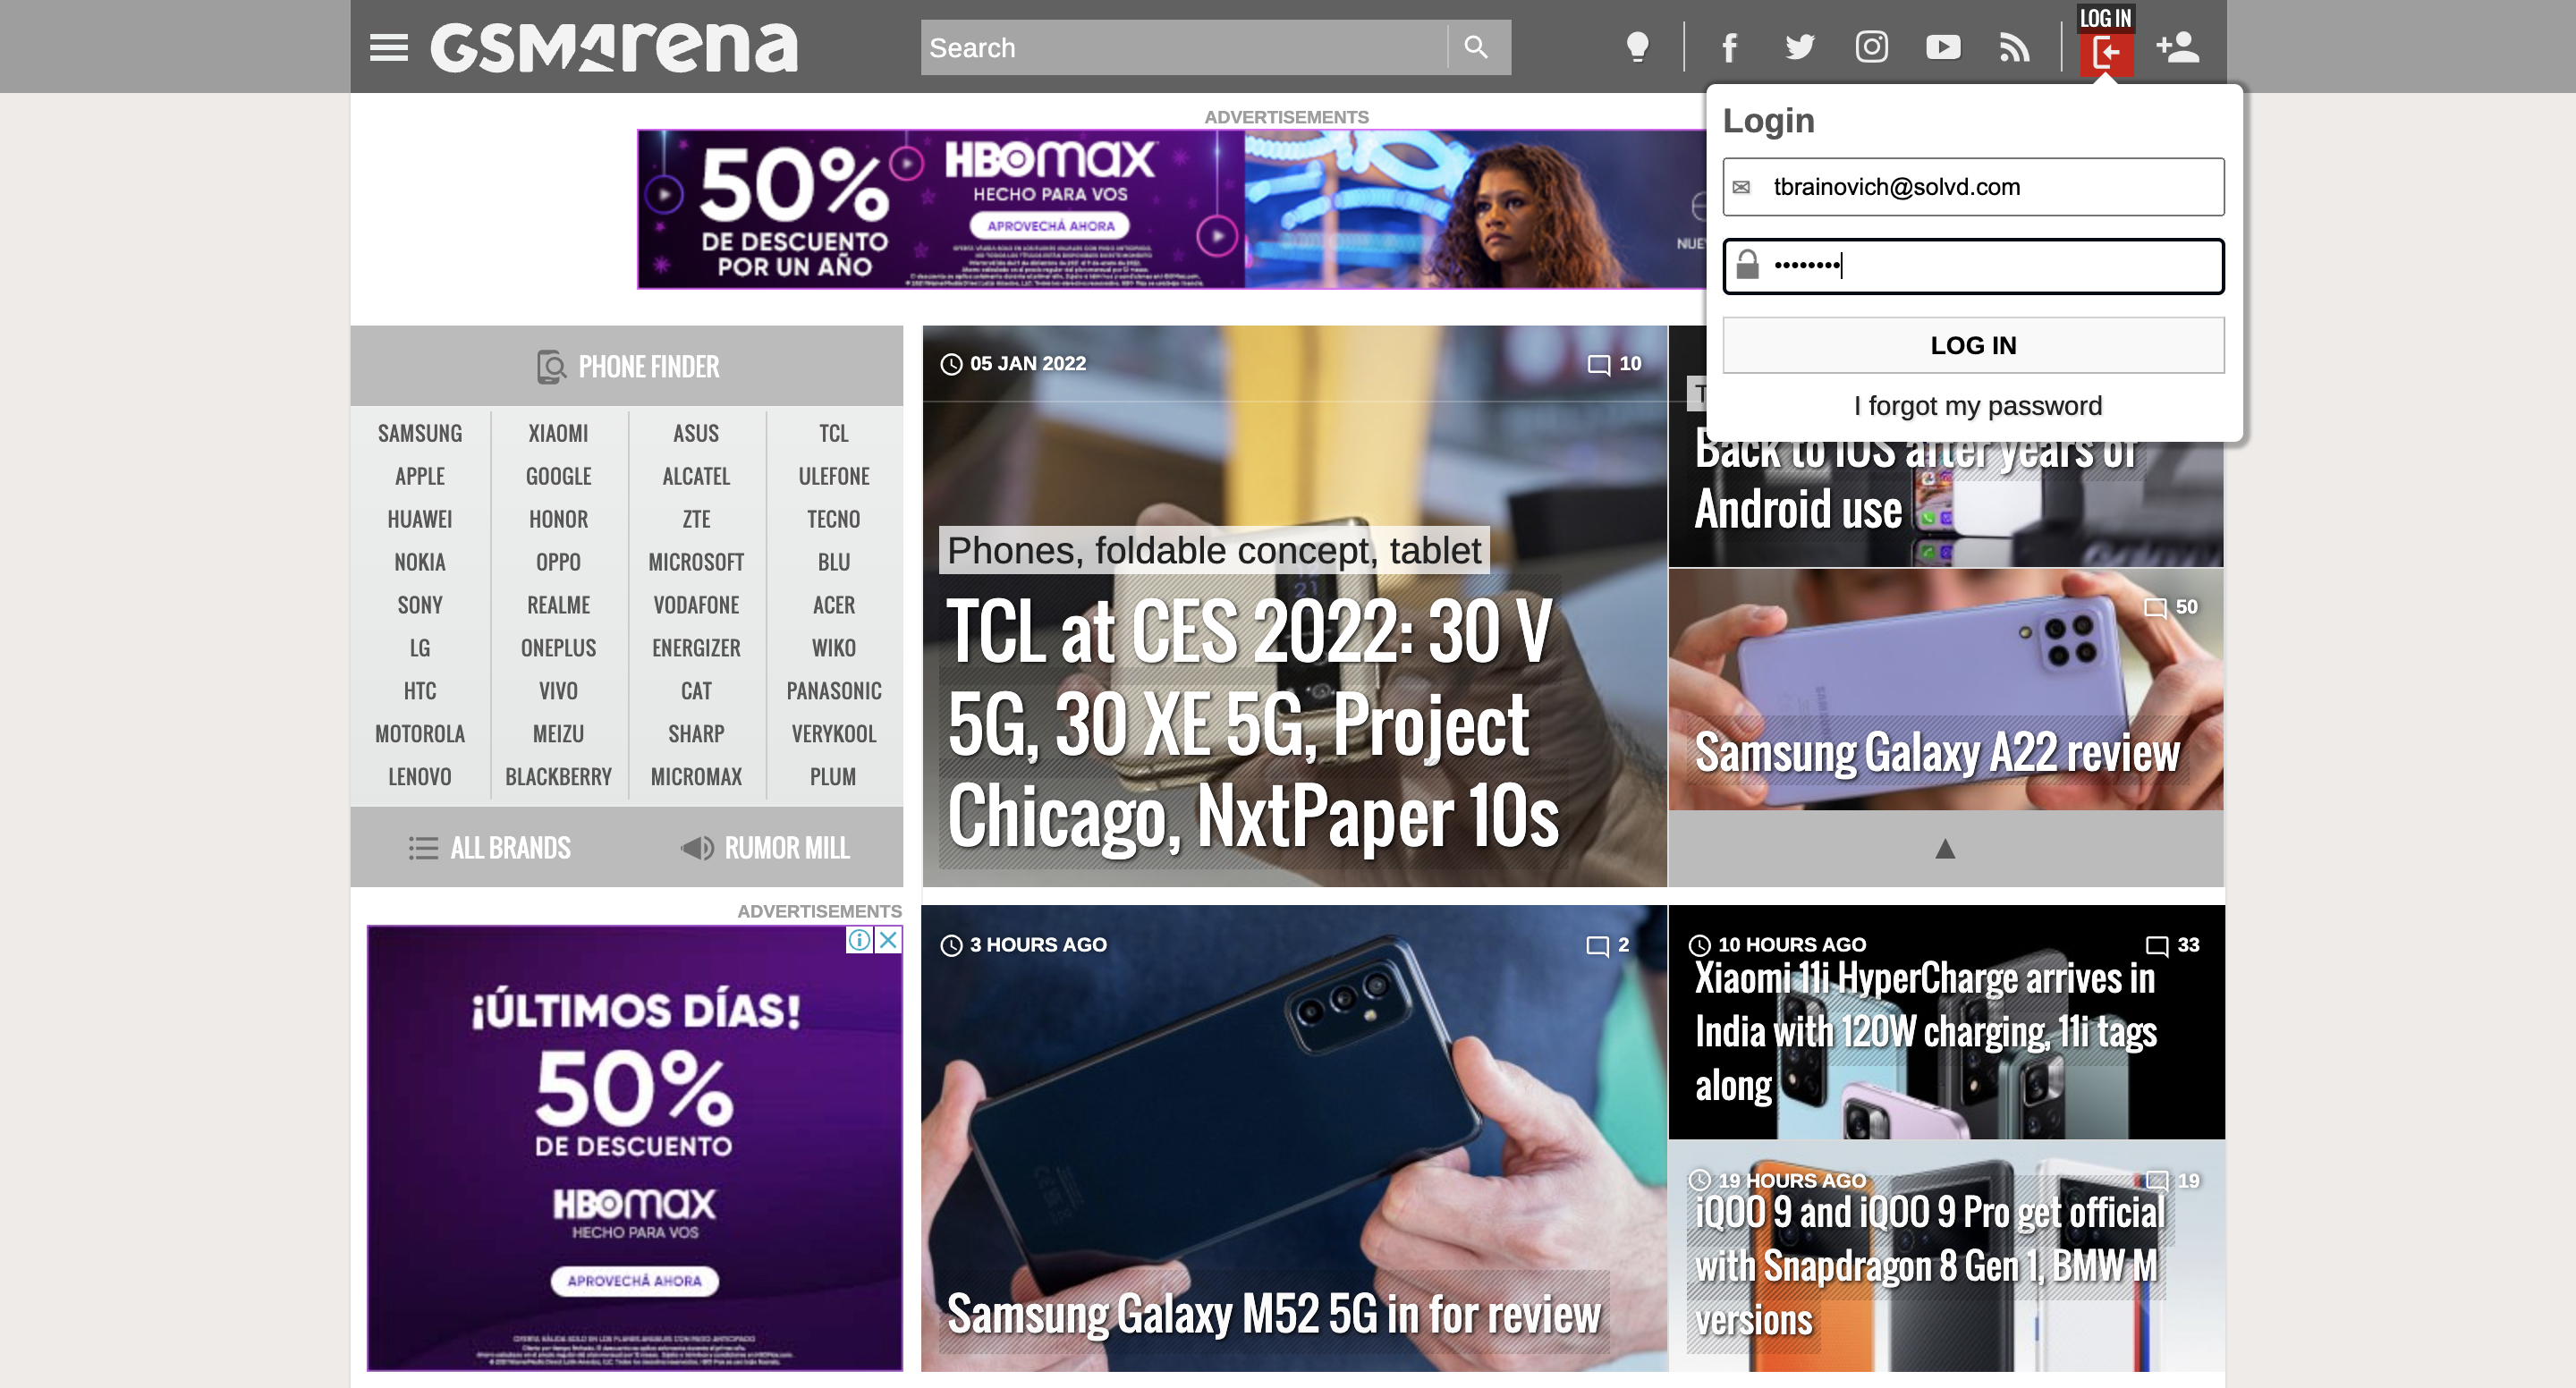 GSMArena
Search
LOG IN
Login
tbrainovich@solvd.com
LOG IN
I forgot my password
ADVERTISEMENTS
50%
DE DESCUENTO
POR UN AÑO
HBOMAX
HECHO PARA VOS
APROVECHÁ AHORA
PHONE FINDER
SAMSUNG XIAOMI ASUS TCL
APPLE GOOGLE ALCATEL ULEFONE
HUAWEI HONOR ZTE TECNO
NOKIA OPPO MICROSOFT BLU
SONY REALME VODAFONE ACER
LG ONEPLUS ENERGIZER WIKO
HTC VIVO CAT PANASONIC
MOTOROLA MEIZU SHARP VERYKOOL
LENOVO BLACKBERRY MICROMAX PLUM
ALL BRANDS RUMOR MILL
05 JAN 2022 10
Phones, foldable concept, tablet
TCL at CES 2022: 30 V
5G, 30 XE 5G, Project
Chicago, NxtPaper 10s
Back to iOS after years of
Android use
50
Samsung Galaxy A22 review
ADVERTISEMENTS
¡ÚLTIMOS DÍAS!
50%
DE DESCUENTO
HBOMAX
HECHO PARA VOS
APROVECHÁ AHORA
3 HOURS AGO 2
Samsung Galaxy M52 5G in for review
10 HOURS AGO 33
Xiaomi 11i HyperCharge arrives in
India with 120W charging, 11i tags
along
19 HOURS AGO 19
iQOO 9 and iQOO 9 Pro get official
with Snapdragon 8 Gen 1, BMW M
versions